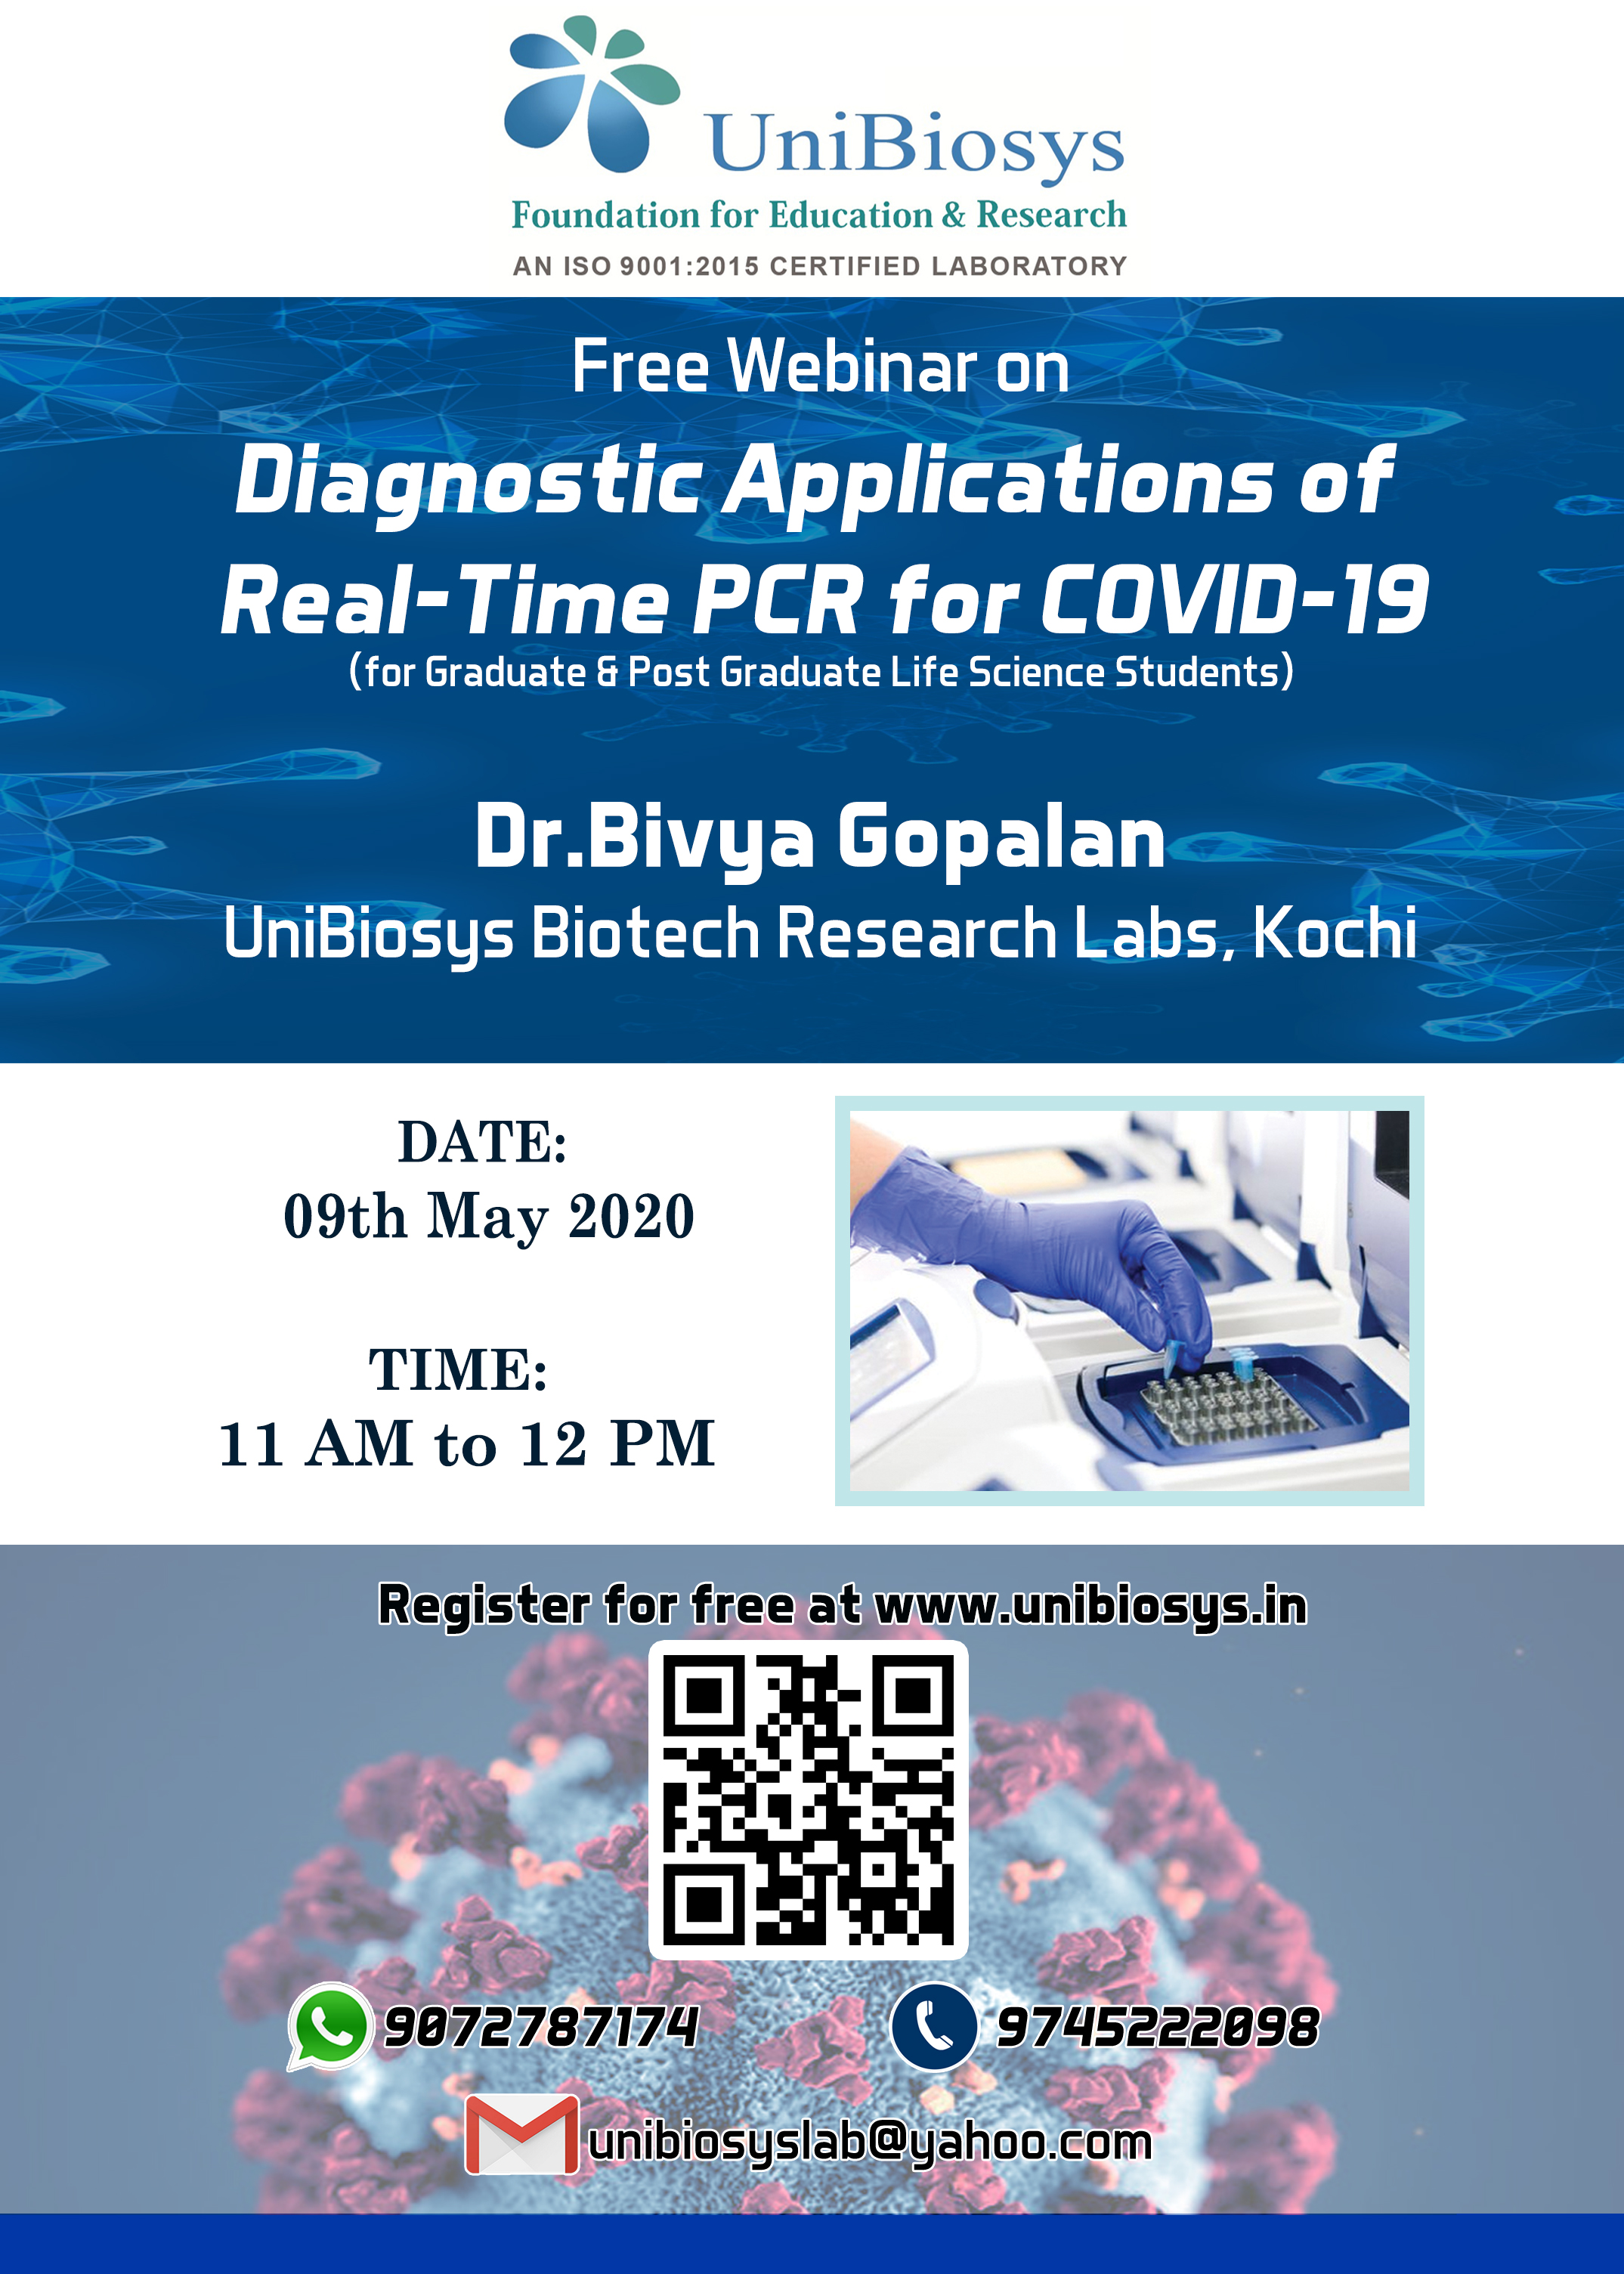 UniBiosys
Foundation for Education & Research
AN ISO 9001:2015 CERTIFIED LABORATORY
Free Webinar on
Diagnostic Applications of
Real-Time PCR for COVID-19
(for Graduate & Post Graduate Life Science Students)
Dr.Bivya Gopalan
UniBiosys Biotech Research Labs, Kochi
DATE:
09th May 2020
TIME:
11 AM to 12 PM
Register for free at www.unibiosys.in
9072787174
9745222098
unibiosyslab@yahoo.com